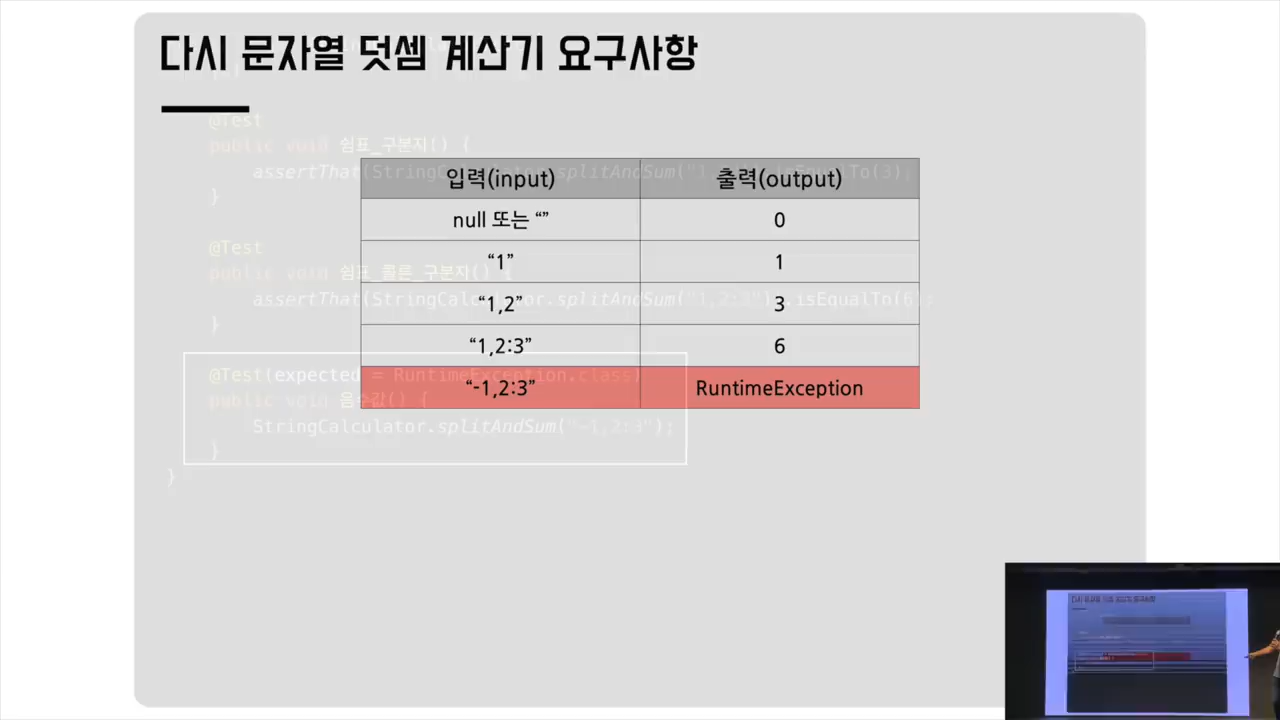 다시 문자열 덧셈 계산기 요구사항
@Test
public void 쉼표_구분자() {
입력(input) 출력(output)
assertThat(StringCalculator.splitAndSum("1,2")).isEqualTo(3);
}
null 또는 “” 0
@Test
“1” 1
public void 쉼표_콜론_구분자() {
assertThat(StringCalculator.splitAndSum("1,2:3")).isEqualTo(6);
“1,2” 3
}
“1,2:3” 6
@Test(expected = RuntimeException.class)
“-1,2:3” RuntimeException
public void 음수값() {
StringCalculator.splitAndSum("-1,2:3");
}
}